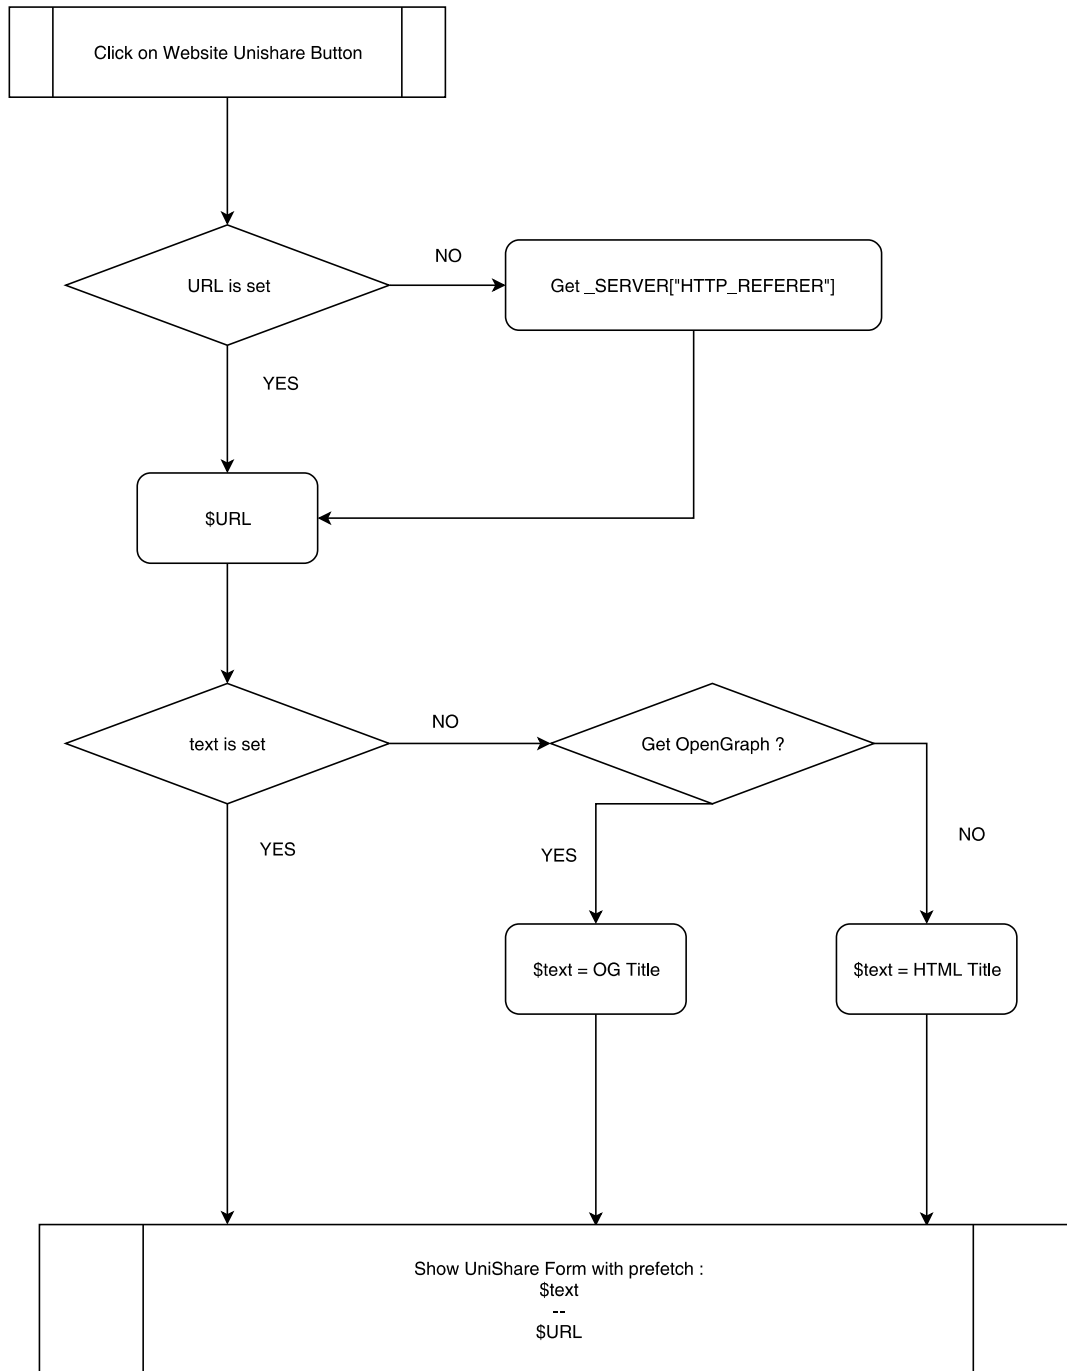 Click on Website Unishare Button
URL is set
NO
Get _SERVER["HTTP_REFERER"]
YES
$URL
text is set
NO
Get OpenGraph ?
YES
YES
NO
$text = OG Title
$text = HTML Title
Show UniShare Form with prefetch :
$text
--
$URL